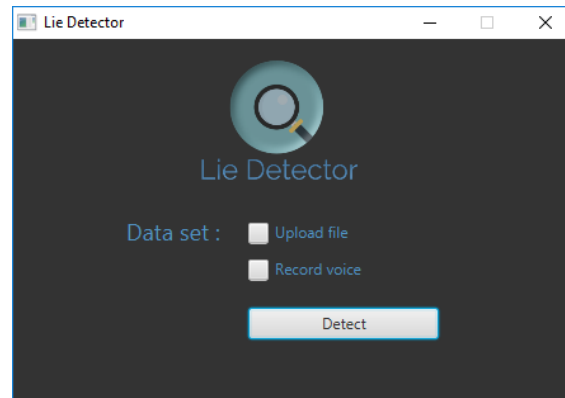 Lie Detector
Lie Detector
Data set : Upload file
Record voice
Detect